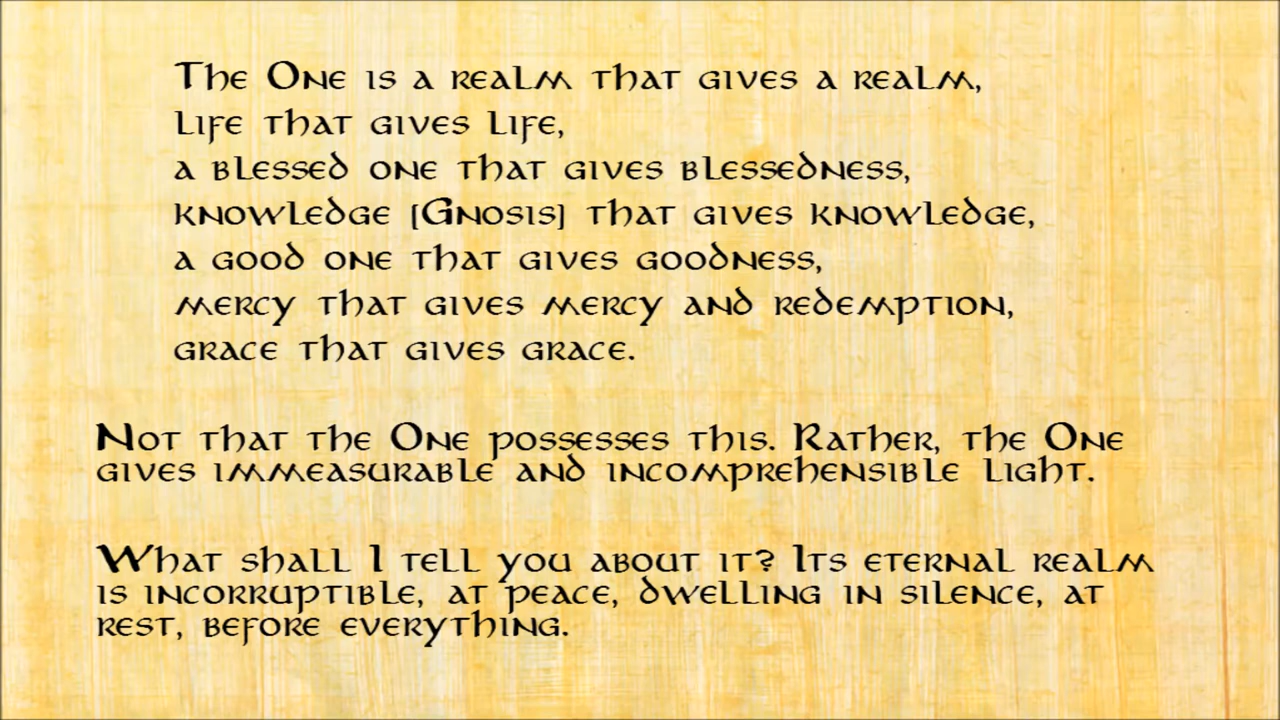 The One is a realm that gives a realm,
life that gives life,
a blessed one that gives blessedness,
knowledge [Gnosis] that gives knowledge,
a good one that gives goodness,
mercy that gives mercy and redemption,
grace that gives grace.
Not that the One possesses this. Rather, the One
gives immeasurable and incomprehensible light.
What shall I tell you about it? Its eternal realm
is incorruptible, at peace, dwelling in silence, at
rest, before everything.